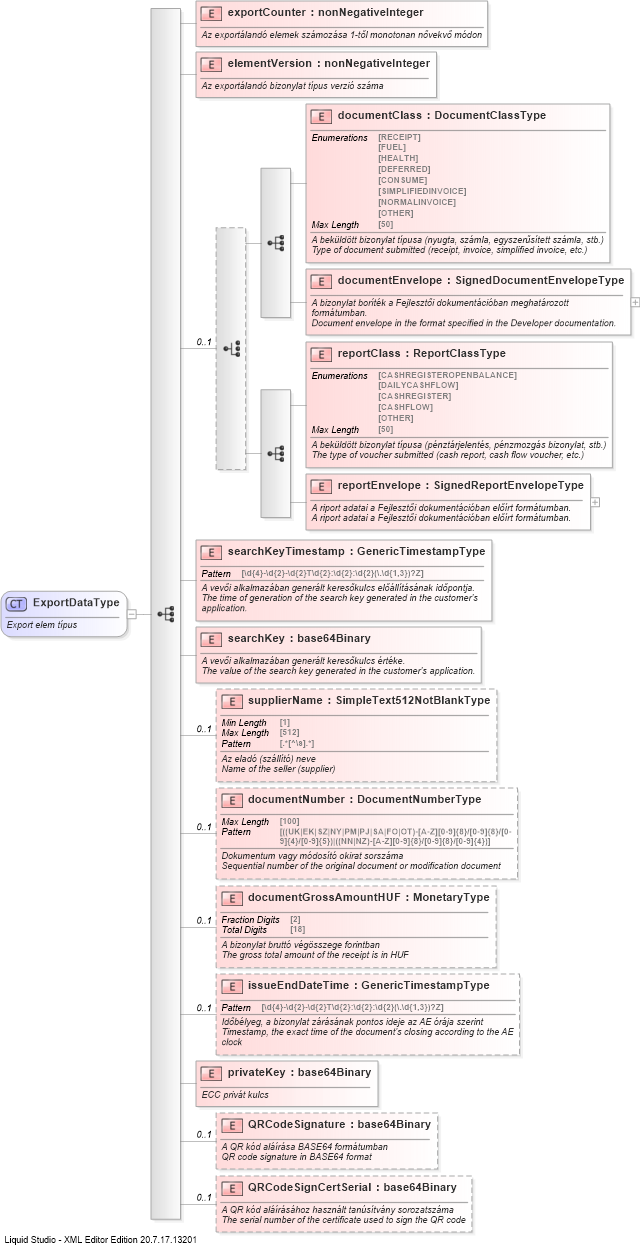 E exportCounter : nonNegativeInteger
Az exportálandó elemek számozása 1-től monotonan nővekvő módon
E elementVersion : nonNegativeInteger
Az exportálandó bizonylat típus verzió száma
E documentClass : DocumentClassType
Enumerations [RECEIPT]
[FUEL]
[HEALTH]
[DEFERRED]
[CONSUME]
[SIMPLIFIEDINVOICE]
[NORMALINVOICE]
[OTHER]
Max Length [50]
A beküldött bizonylat típusa (nyugta, számla, egyszerűsített számla, stb.)
Type of document submitted (receipt, invoice, simplified invoice, etc.)
E documentEnvelope : SignedDocumentEnvelopeType
A bizonylat boríték a Fejlesztői dokumentációban meghatározott
formátumban.
Document envelope in the format specified in the Developer documentation.
0..1
E reportClass : ReportClassType
Enumerations [CASHREGISTEROPENBALANCE]
[DAILYCASHFLOW]
[CASHREGISTER]
[CASHFLOW]
[OTHER]
Max Length [50]
A beküldött bizonylat típusa (pénztárjelentés, pénzmozgás bizonylat, stb.)
The type of voucher submitted (cash report, cash flow voucher, etc.)
E reportEnvelope : SignedReportEnvelopeType
A riport adatai a Fejlesztői dokumentációban előírt formátumban.
A riport adatai a Fejlesztői dokumentációban előírt formátumban.
E searchKeyTimestamp : GenericTimestampType
Pattern [\d{4}-\d{2}-\d{2}T\d{2}:\d{2}:\d{2}(\.\d{1,3})?Z]
A vevői alkalmazában generált keresőkulcs előállításának időpontja.
The time of generation of the search key generated in the customer's
application.
CT ExportDataType
Export elem típus
E searchKey : base64Binary
A vevői alkalmazában generált keresőkulcs értéke.
The value of the search key generated in the customer's application.
0..1
E supplierName : SimpleText512NotBlankType
Min Length [1]
Max Length [512]
Pattern [.*[^\s].*]
Az eladó (szállító) neve
Name of the seller (supplier)
0..1
E documentNumber : DocumentNumberType
Max Length [100]
Pattern [((UK|EK|SZ|NY|PM|PJ|SA|FO|OT)-[A-Z][0-9]{8}/[0-9]{8}/[0-
9]{4}/[0-9]{5})|((NN|NZ)-[A-Z][0-9]{8}/[0-9]{8}/[0-9]{4})]
Dokumentum vagy módosító okirat sorszáma
Sequential number of the original document or modification document
0..1
E documentGrossAmountHUF : MonetaryType
Fraction Digits [2]
Total Digits [18]
A bizonylat bruttó végösszege forintban
The gross total amount of the receipt is in HUF
0..1
E issueEndDateTime : GenericTimestampType
Pattern [\d{4}-\d{2}-\d{2}T\d{2}:\d{2}:\d{2}(\.\d{1,3})?Z]
Időbélyeg, a bizonylat zárásának pontos ideje az AE órája szerint
Timestamp, the exact time of the document's closing according to the AE
clock
E privateKey : base64Binary
ECC privát kulcs
0..1
E QRCodeSignature : base64Binary
A QR kód aláírása BASE64 formátumban
QR code signature in BASE64 format
0..1
E QRCodeSignCertSerial : base64Binary
A QR kód aláírásához használt tanúsítvány sorozatszáma
The serial number of the certificate used to sign the QR code
Liquid Studio - XML Editor Edition 20.7.17.13201